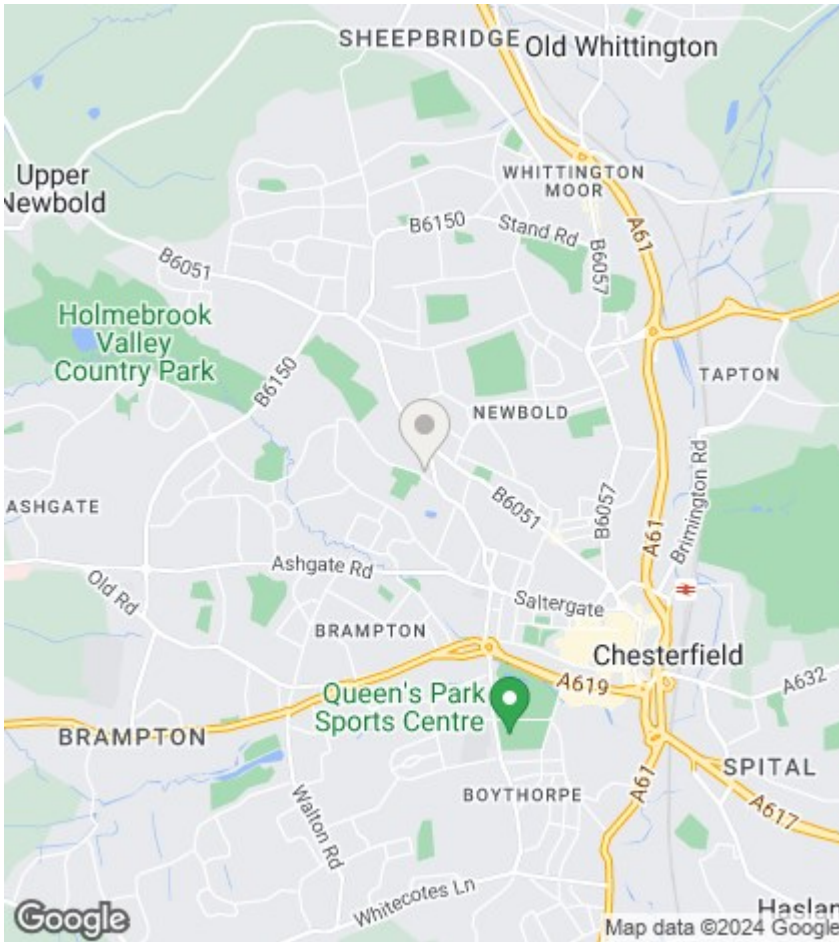 SHEEPBRIDGE
Old Whittington
Upper
Newbold
WHITTINGTON
MOOR
B6150
Stand Rd
A61
B6057
B6051
Holmebrook
Valley
Country Park
B6150
TAPTON
NEWBOLD
ASHGATE
B6051
B6057
A61
Brimington Rd
Old Rd
Ashgate Rd
Saltergate
BRAMPTON
Chesterfield
A619
A632
Queen's Park
Sports Centre
BRAMPTON
SPITAL
BOYTHORPE
A61
A617
Walton Rd
Whitecotes Ln
Haslan
Google
Map data ©2024 Google